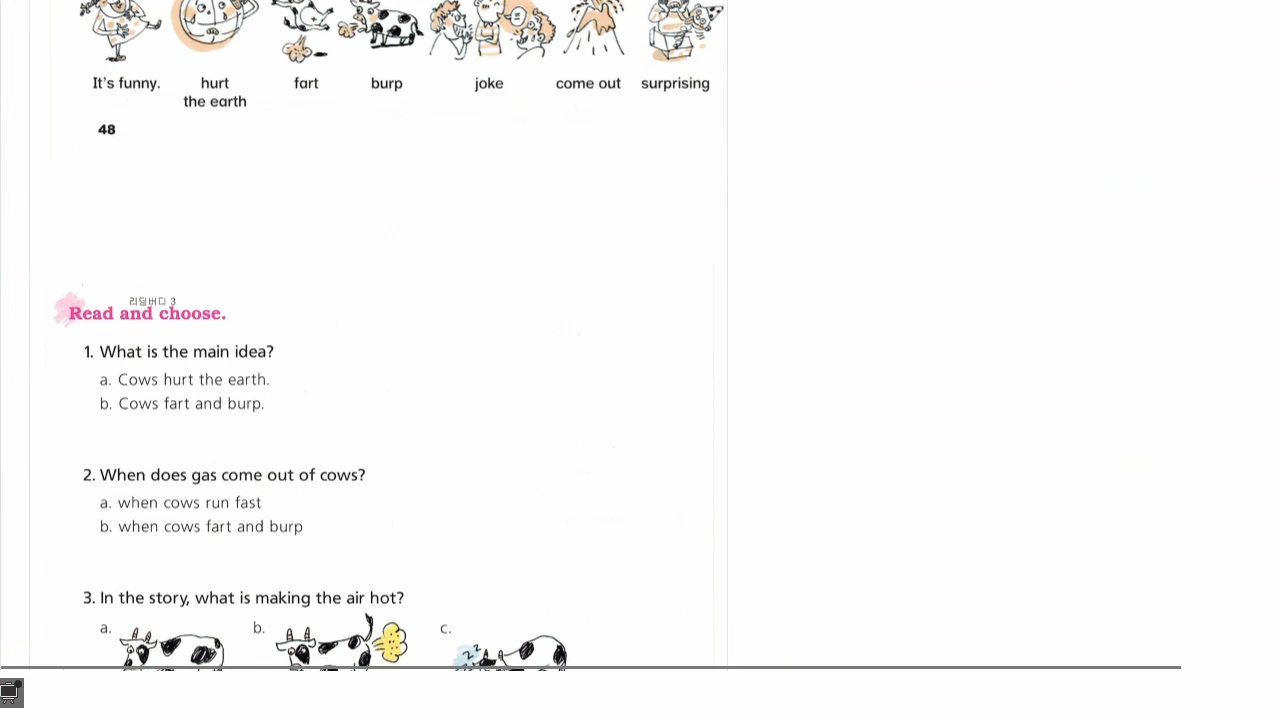 It's funny. hurt fart burp joke come out surprising
the earth
48
리딩버디 3
Read and choose.
1. What is the main idea?
a. Cows hurt the earth.
b. Cows fart and burp.
2. When does gas come out of cows?
a. when cows run fast
b. when cows fart and burp
3. In the story, what is making the air hot?
a. b. c.
z z